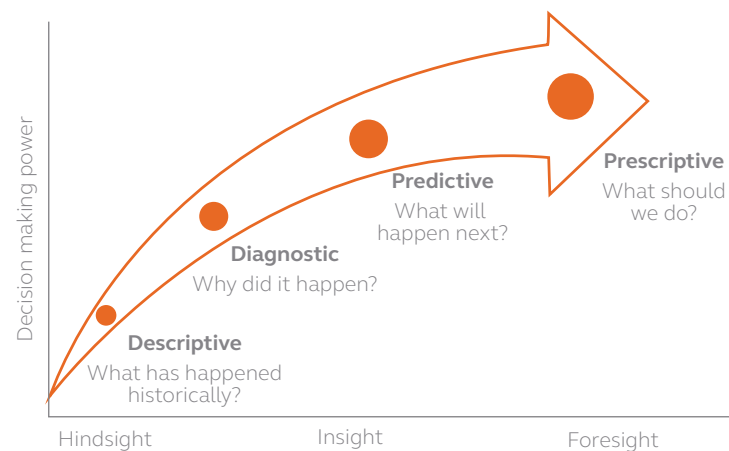 Decision making power
Prescriptive
What should
we do?
Predictive
What will
happen next?
Diagnostic
Why did it happen?
Descriptive
What has happened
historically?
Hindsight
Insight
Foresight